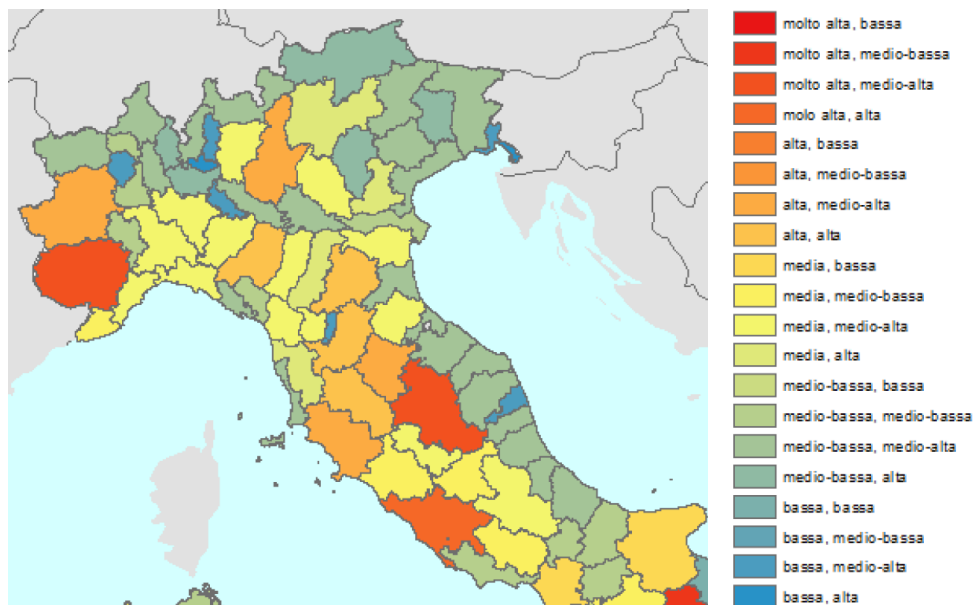 molto alta, bassa
molto alta, medio-bassa
molto alta, medio-alta
molo alta, alta
alta, bassa
alta, medio-bassa
alta, medio-alta
alta, alta
media, bassa
media, medio-bassa
media, medio-alta
media, alta
medio-bassa, bassa
medio-bassa, medio-bassa
medio-bassa, medio-alta
medio-bassa, alta
bassa, bassa
bassa, medio-bassa
bassa, medio-alta
bassa, alta